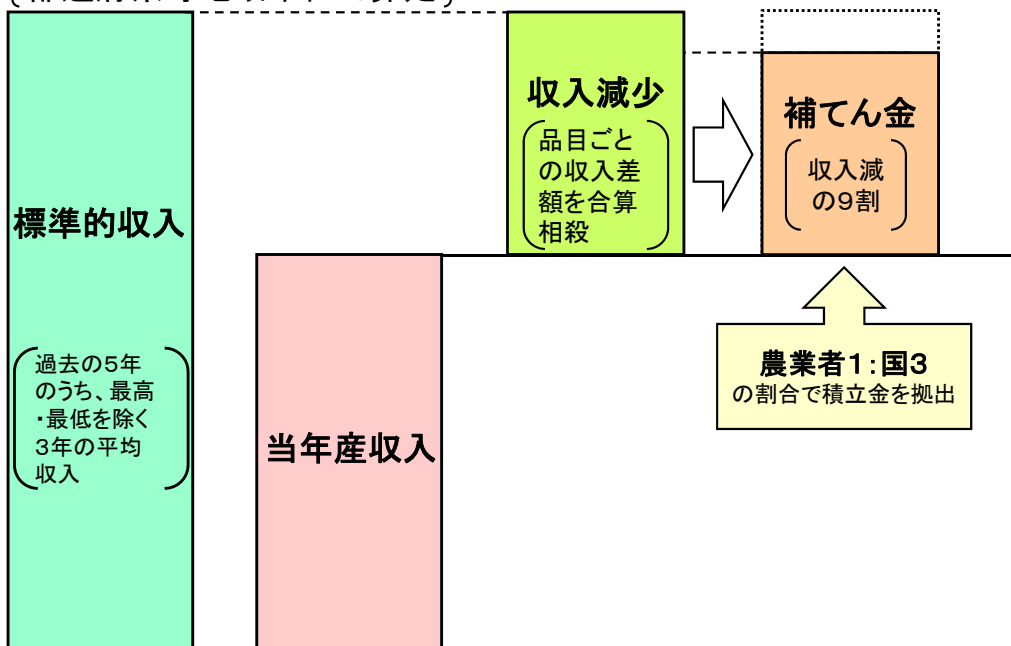 収入減少
品目ごと
の収入差
額を合算
相殺
補てん金
収入減
の9割
標準的収入
過去の5年
のうち、最高
・最低を除く
3年の平均
収入
当年産収入
農業者1:国3
の割合で積立金を拠出